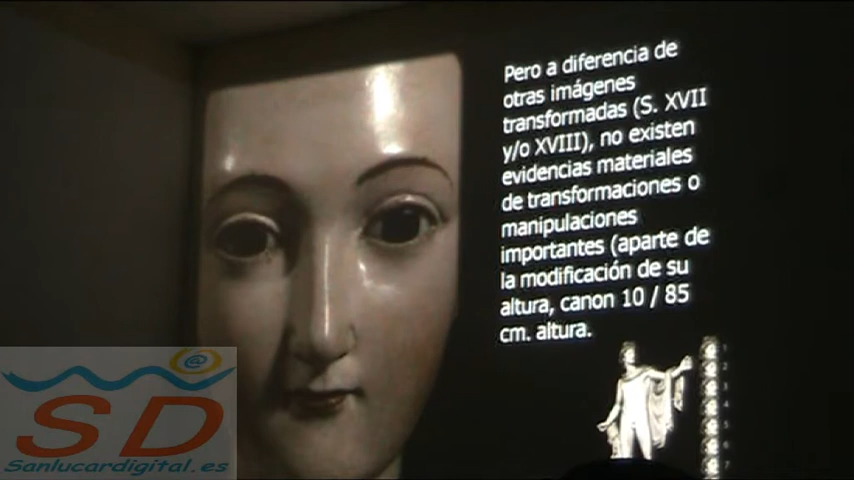 Pero a diferencia de
otras imágenes
transformadas (S. XVII
y/o XVIII), no existen
evidencias materiales
de transformaciones o
manipulaciones
importantes (aparte de
la modificación de su
altura, canon 10 / 85
cm. altura.
@
SD
Sanlucardigital.es